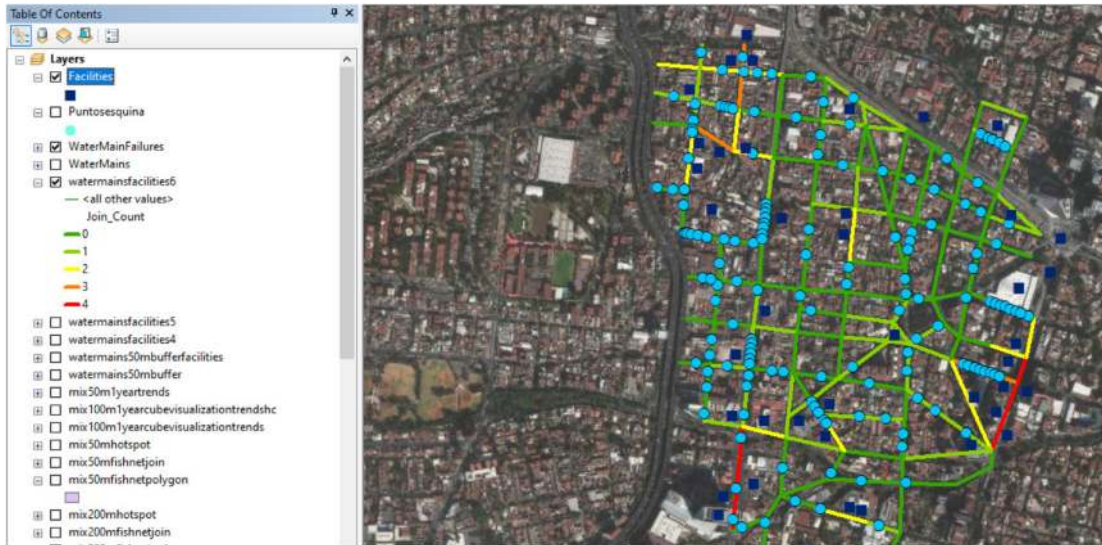 Table Of Contents
Layers
Facilities
Puntosesquina
WaterMainFailures
WaterMains
watermainsfacilities6
<all other values>
Join_Count
0
1
2
3
4
watermainsfacilities5
watermainsfacilities4
watermains50mbufferfacilities
watermains50mbuffer
mix50m1yeartrends
mix100m1yearcubevisualizationtrendshc
mix100m1yearcubevisualizationtrends
mix50mhotspot
mix50mfishnetjoin
mix50mfishnetpolygon
mix200mhotspot
mix200mfishnetjoin